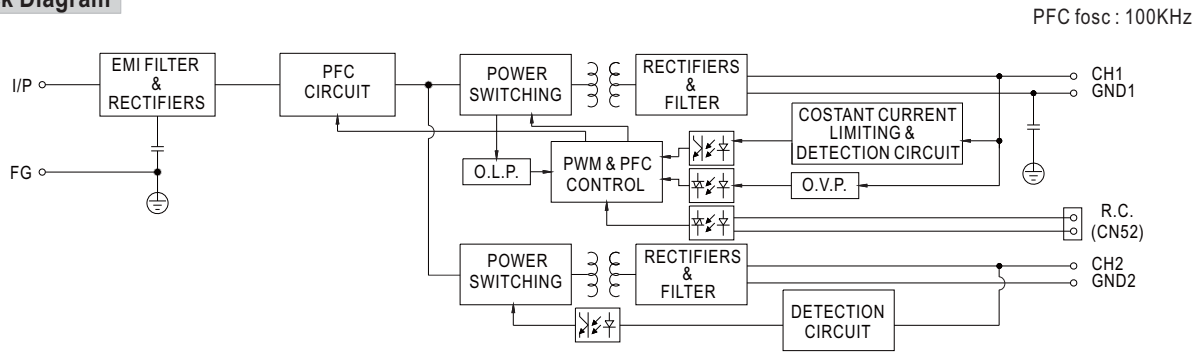 k Diagram
PFC fosc : 100KHz
I/P
EMI FILTER
&
RECTIFIERS
PFC
CIRCUIT
POWER
SWITCHING
RECTIFIERS
&
FILTER
CH1
GND1
COSTANT CURRENT
LIMITING &
DETECTION CIRCUIT
FG
O.L.P.
PWM & PFC
CONTROL
O.V.P.
R.C.
(CN52)
POWER
SWITCHING
RECTIFIERS
&
FILTER
CH2
GND2
DETECTION
CIRCUIT